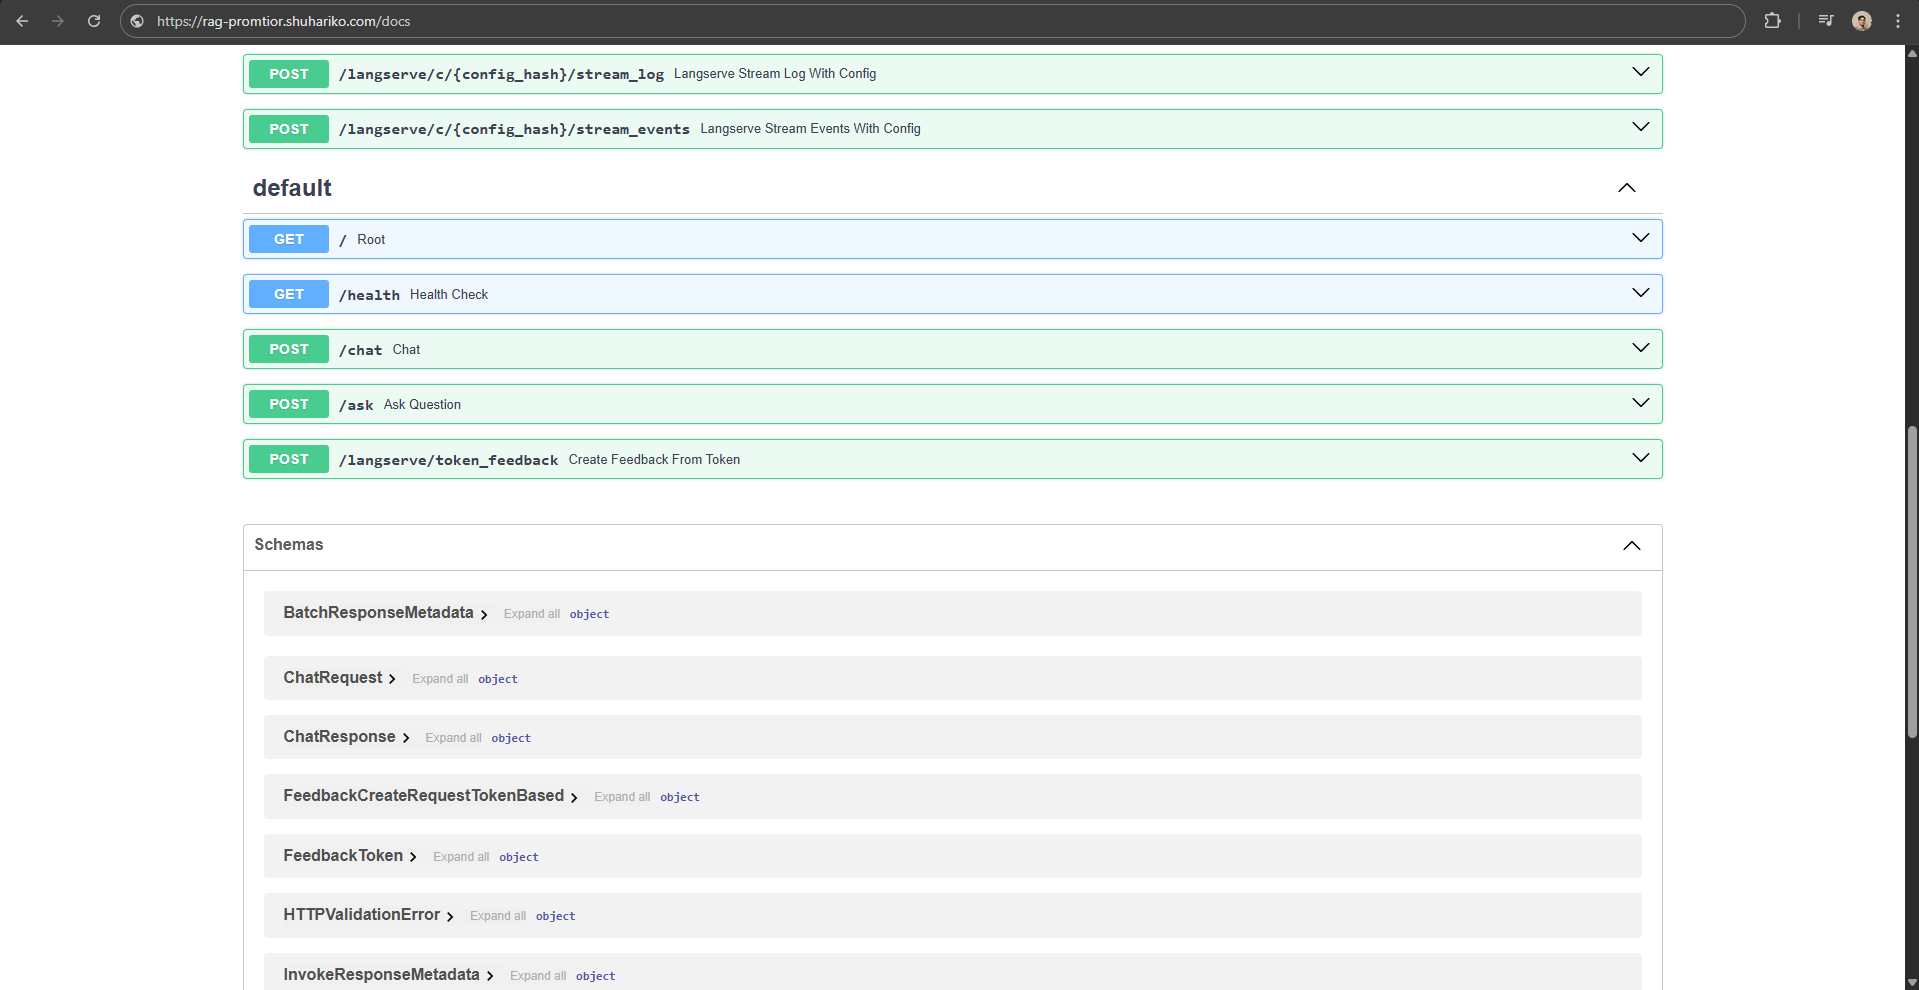 https://rag-promtior.shuhariko.com/docs
POST /langserve/c/{config_hash}/stream_log Langserve Stream Log With Config
POST /langserve/c/{config_hash}/stream_events Langserve Stream Events With Config
default
GET / Root
GET /health Health Check
POST /chat Chat
POST /ask Ask Question
POST /langserve/token_feedback Create Feedback From Token
Schemas
BatchResponseMetadata Expand all object
ChatRequest Expand all object
ChatResponse Expand all object
FeedbackCreateRequestTokenBased Expand all object
FeedbackToken Expand all object
HTTPValidationError Expand all object
InvokeResponseMetadata Expand all object